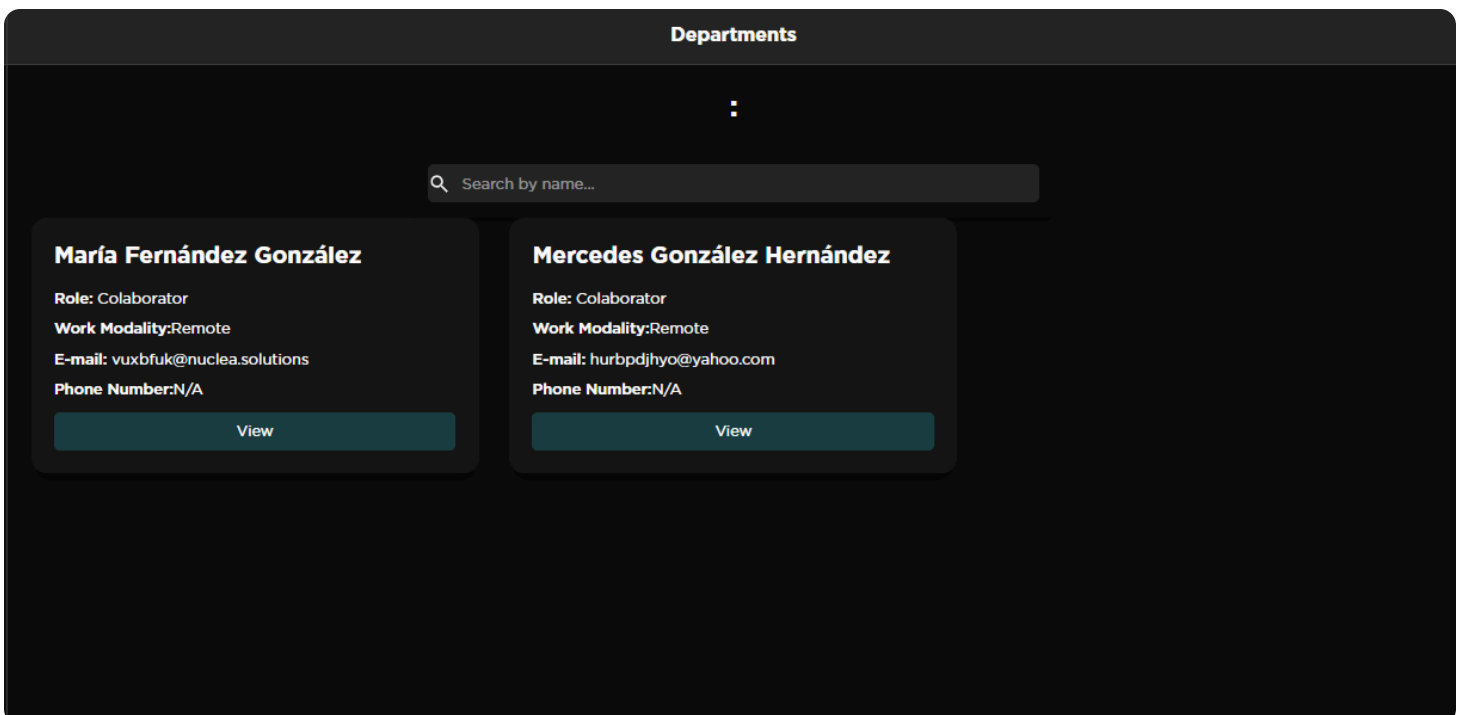 Departments
:
Search by name...
María Fernández González
Role: Colaborator
Work Modality:Remote
E-mail: vuxbfuk@nuclea.solutions
Phone Number:N/A
View
Mercedes González Hernández
Role: Colaborator
Work Modality:Remote
E-mail: hurbpdjhyo@yahoo.com
Phone Number:N/A
View